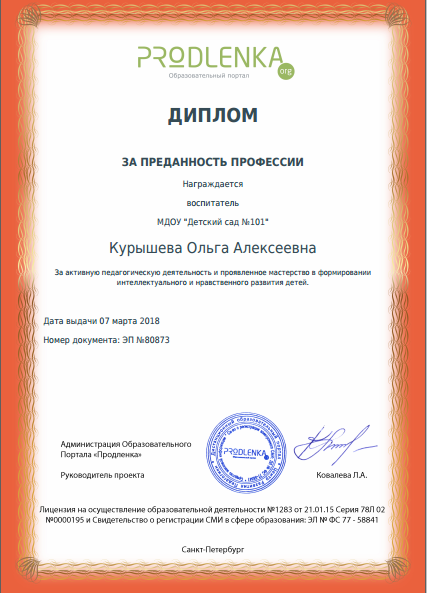 PRODLENKA
.org
Образовательный портал
ДИПЛОМ
ЗА ПРЕДАННОСТЬ ПРОФЕССИИ
Награждается
воспитатель
МДОУ "Детский сад №101"
Курышева Ольга Алексеевна
За активную педагогическую деятельность и проявленное мастерство в формировании
интеллектуального и нравственного развития детей.
Дата выдачи 07 марта 2018
Номер документа: ЭП №80873
Администрация Образовательного
Портала «Продленка»
PRODLENKA
Руководитель проекта
Ковалева Л.А.
Лицензия на осуществление образовательной деятельности №1283 от 21.01.15 Серия 78Л 02
№0000195 и Свидетельство о регистрации СМИ в сфере образования: ЭЛ № ФС 77 - 58841
Санкт-Петербург